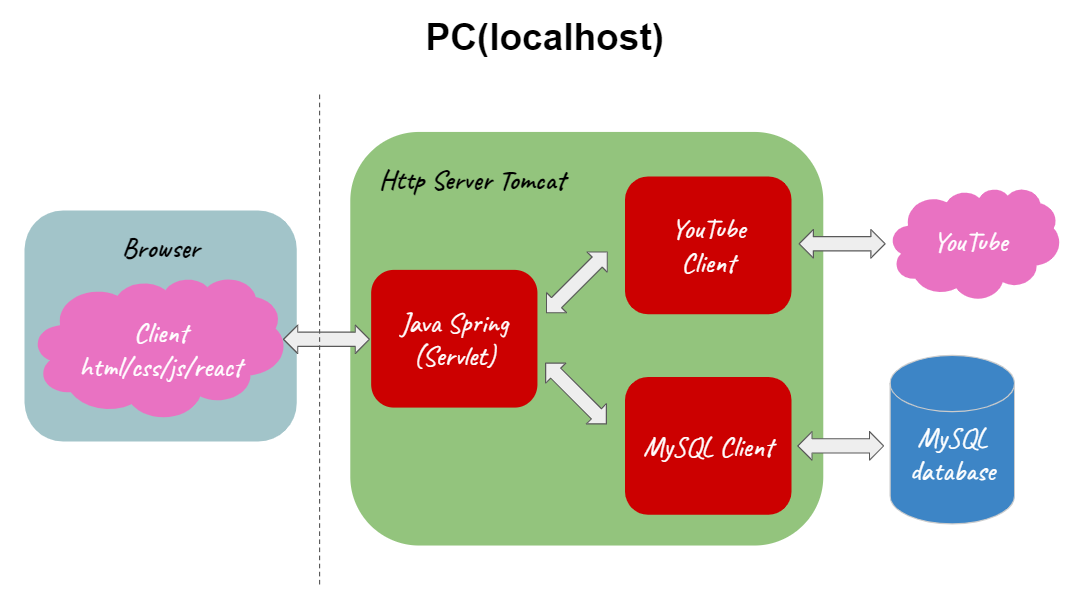 PC(localhost)
Http Server Tomcat
Browser
Client
html/css/js/react
Java Spring
(Servlet)
YouTube
Client
YouTube
MySQL Client
MySQL
database